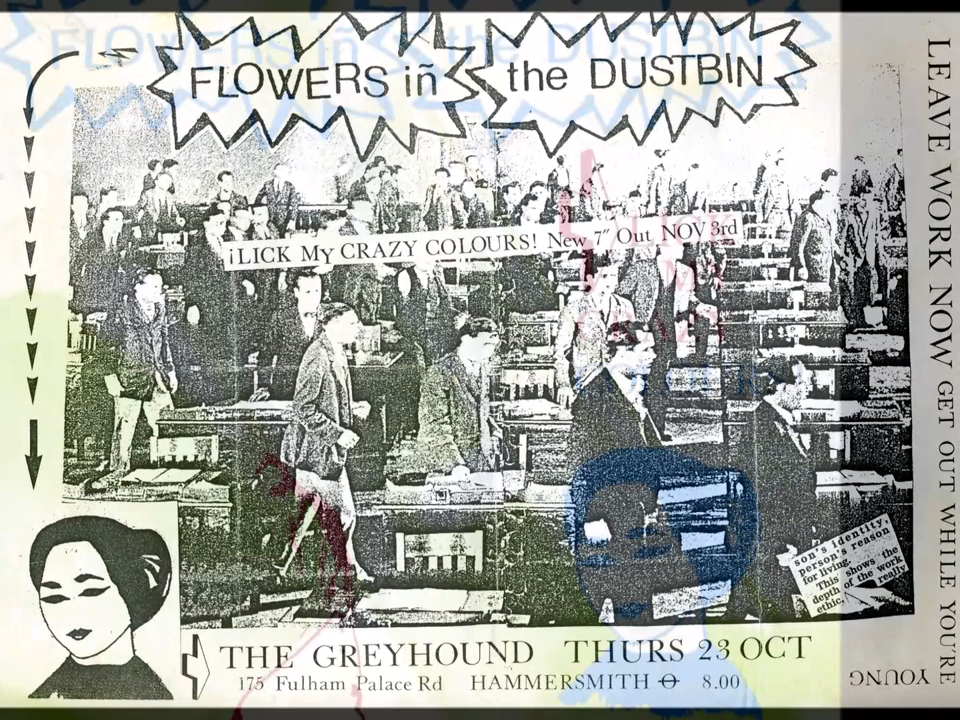 FLOWERS iñ the DUSTBIN
¡LICK My CRAZY COLOURS! New 7" Out NOV 3rd
LEAVE WORK NOW GET OUT WHILE YOU'RE
YOUNG
son's identity,
person's reason
for living.
This shows the
depth of the work
ethic, really
THE GREYHOUND THURS 23 OCT
175 Fulham Palace Rd HAMMERSMITH ⊖ 8.00